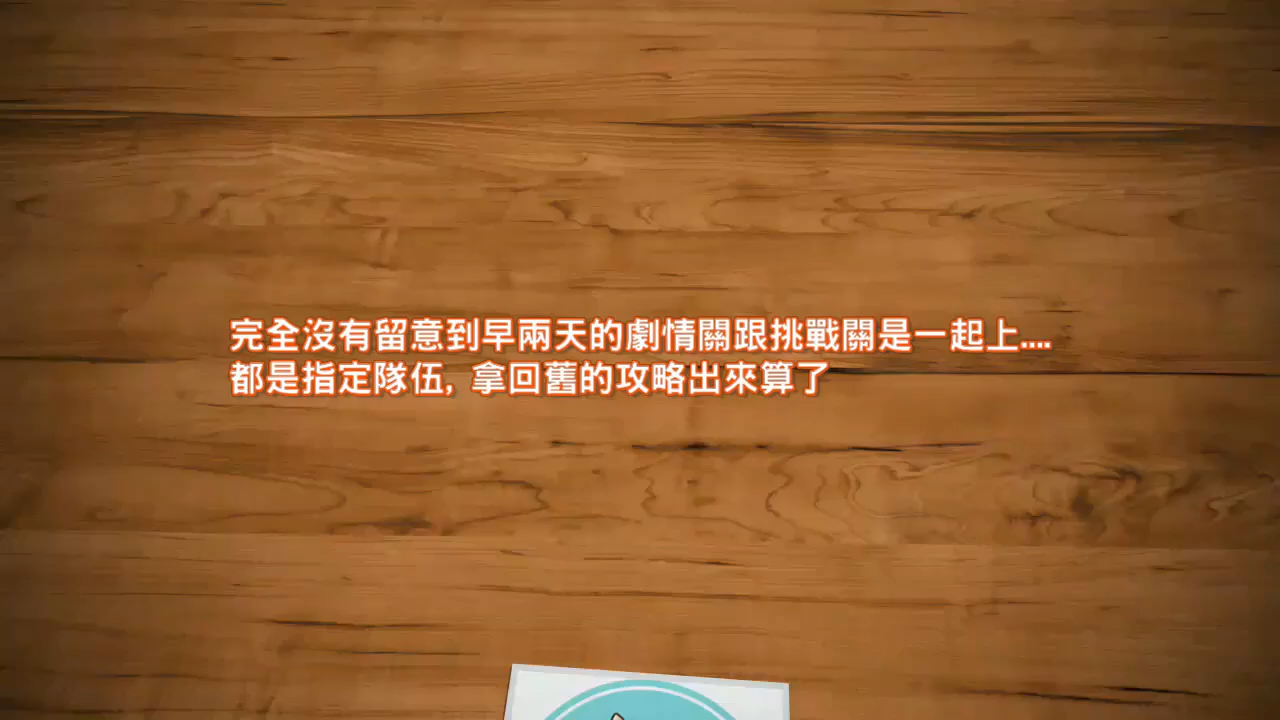 完全沒有留意到早兩天的劇情關跟挑戰關是一起上....
都是指定隊伍, 拿回舊的攻略出來算了